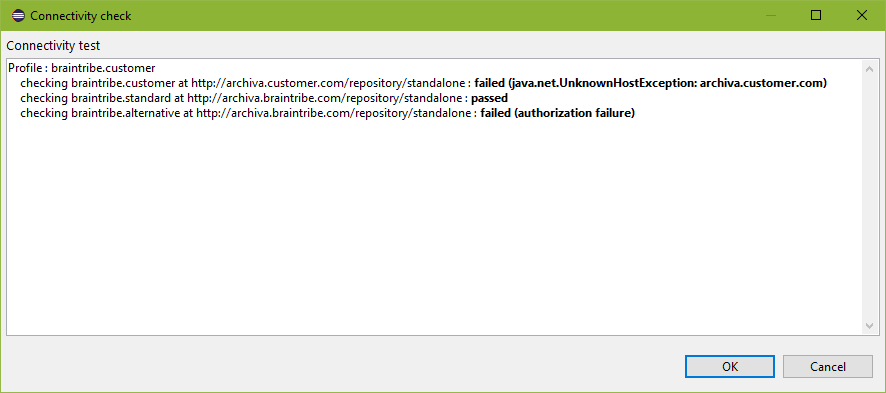 Connectivity check
Connectivity test
Profile : braintribe.customer
checking braintribe.customer at http://archiva.customer.com/repository/standalone : failed (java.net.UnknownHostException: archiva.customer.com)
checking braintribe.standard at http://archiva.braintribe.com/repository/standalone : passed
checking braintribe.alternative at http://archiva.braintribe.com/repository/standalone : failed (authorization failure)
OK Cancel